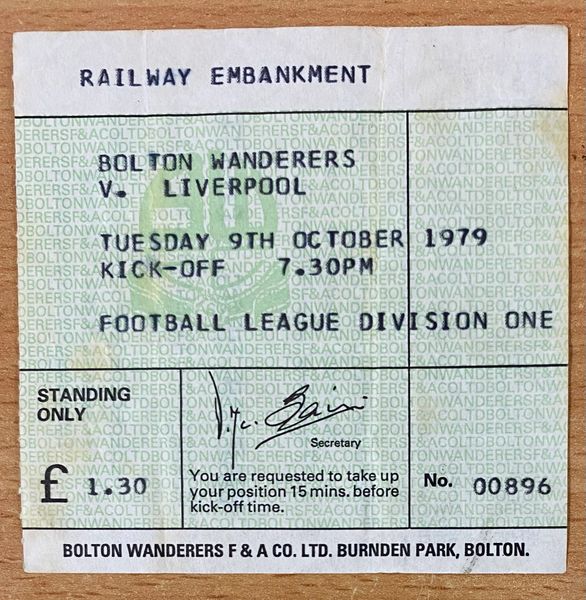 RAILWAY EMBANKMENT
BOLTON WANDERERS
V. LIVERPOOL
TUESDAY 9TH OCTOBER 1979
KICK-OFF 7.30PM
FOOTBALL LEAGUE DIVISION ONE
STANDING
ONLY
£ 1.30
Secretary
You are requested to take up
your position 15 mins. before
kick-off time.
No. 00896
BOLTON WANDERERS F & A CO. LTD. BURNDEN PARK, BOLTON.